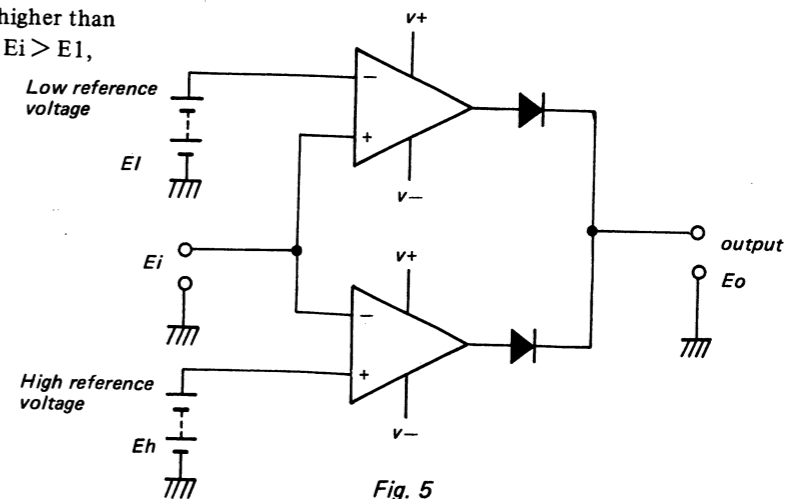 higher than
Ei > E1,
v+
Low reference
voltage
−
+
El
v−
Ei
v+
output
Eo
−
+
High reference
voltage
Eh
v−
Fig. 5